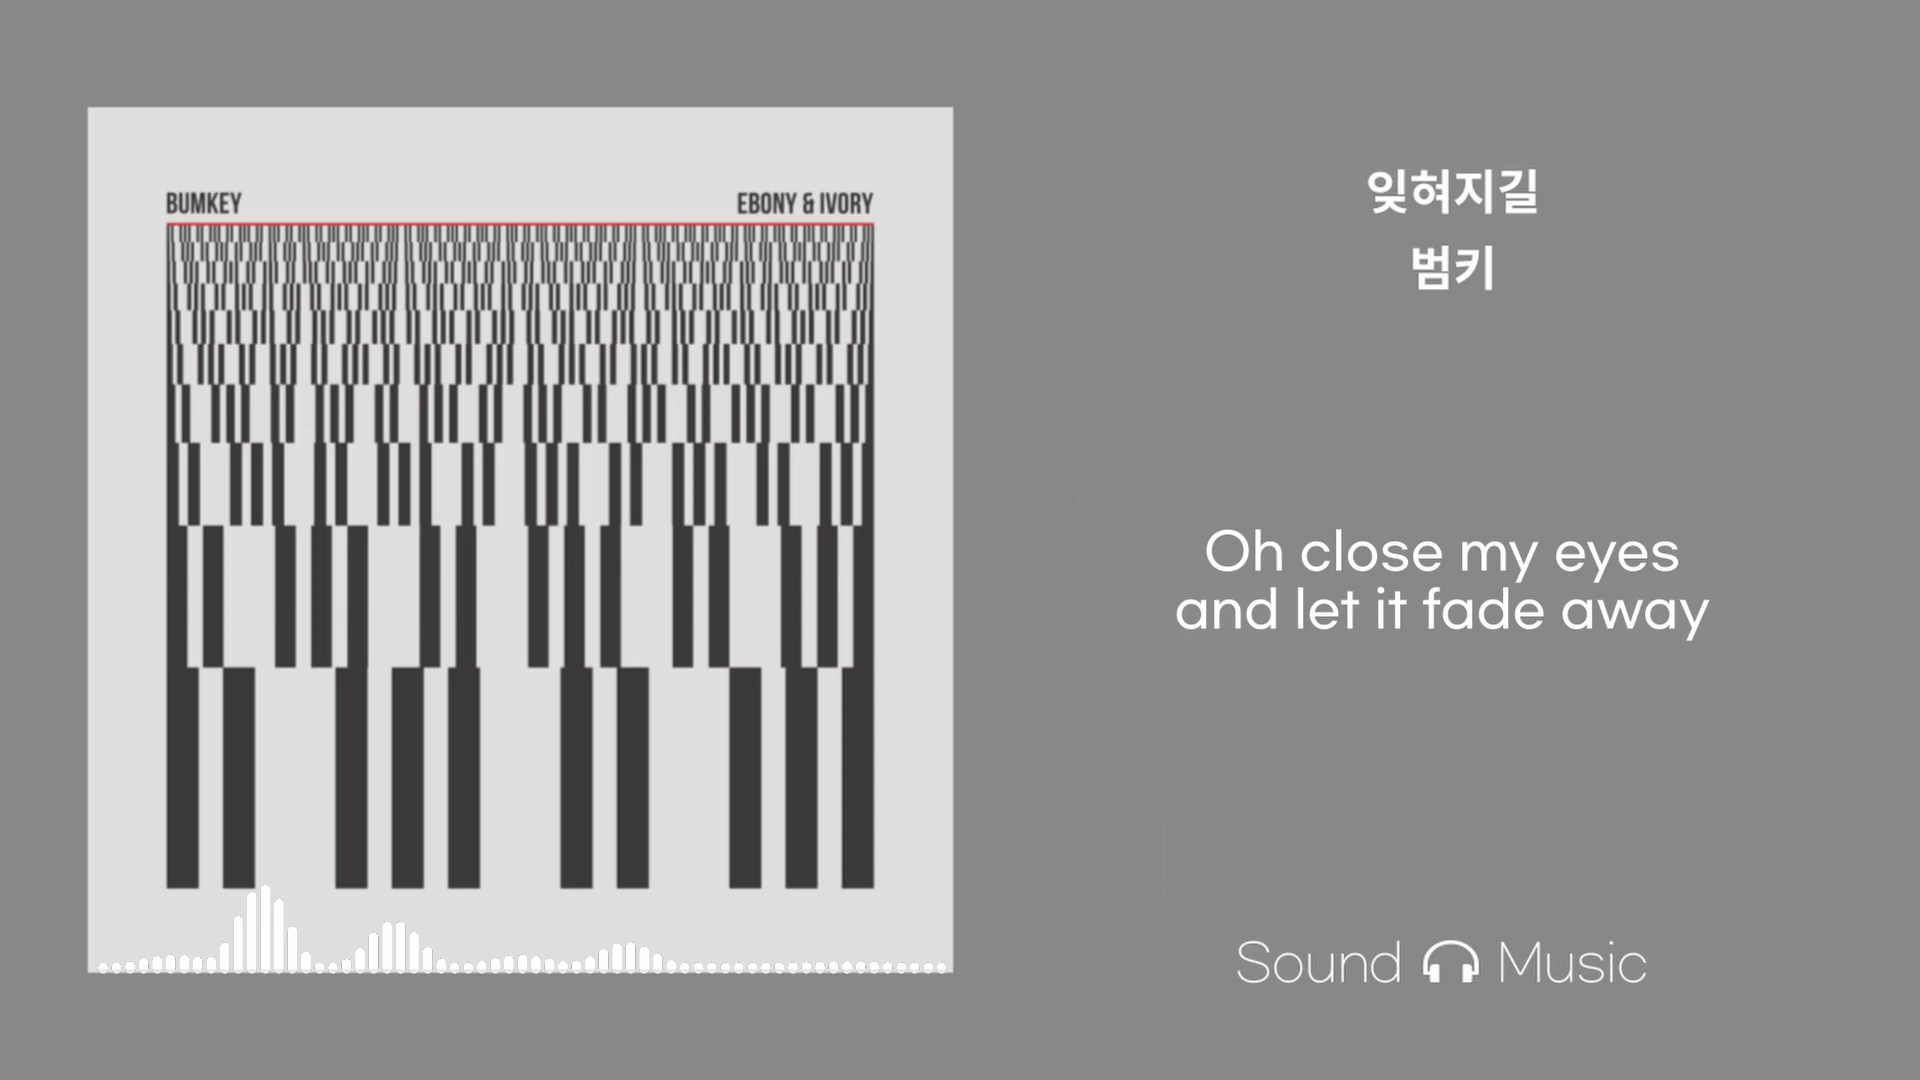 BUMKEY
EBONY & IVORY
잊혀지길
범키
Oh close my eyes
and let it fade away
Sound Music